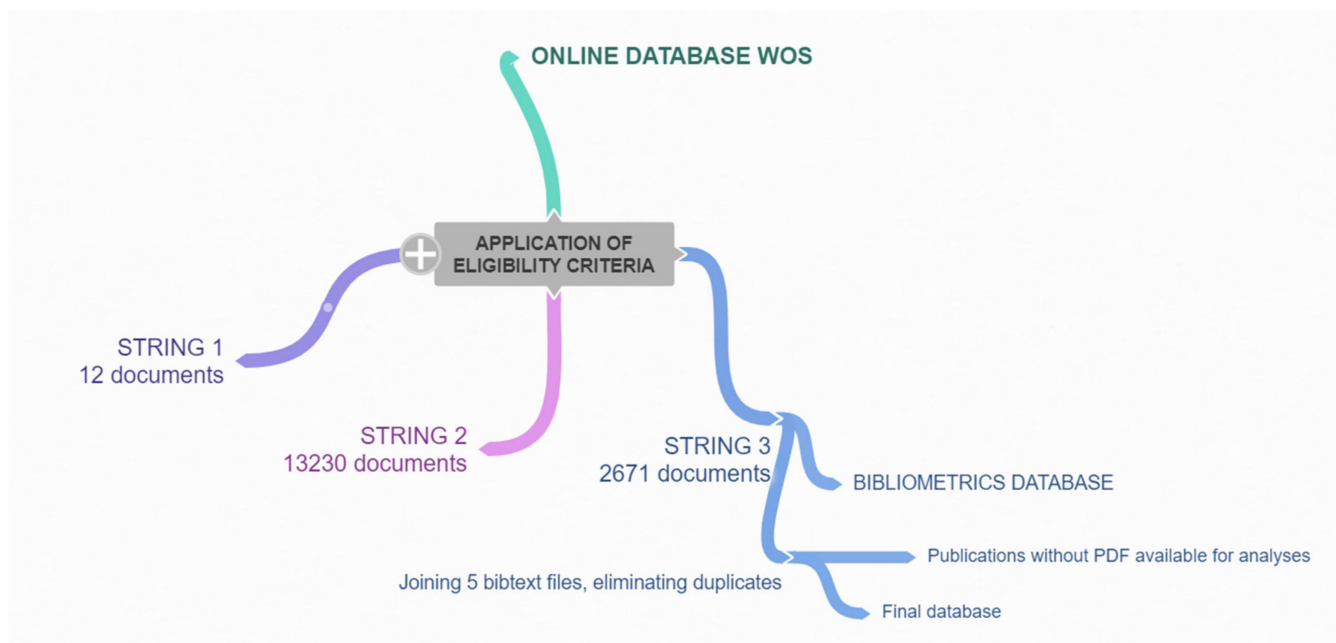 ONLINE DATABASE WOS
APPLICATION OF
ELIGIBILITY CRITERIA
STRING 1
12 documents
STRING 2
13230 documents
STRING 3
2671 documents
BIBLIOMETRICS DATABASE
Publications without PDF available for analyses
Joining 5 bibtext files, eliminating duplicates
Final database